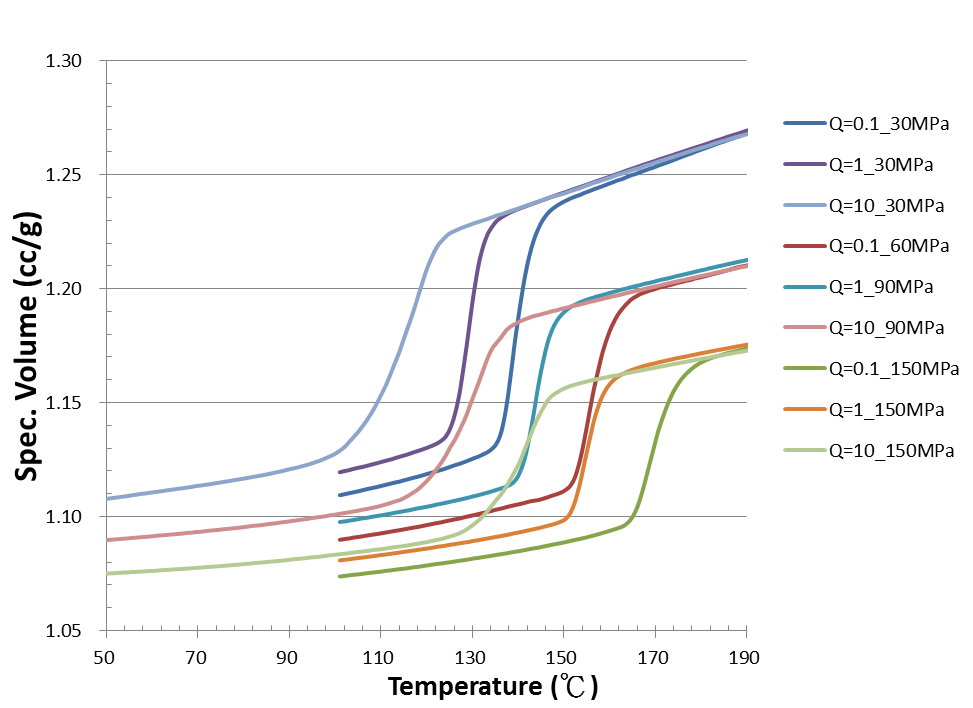 1.30
1.25
1.20
1.15
1.10
1.05
Spec. Volume (cc/g)
50 70 90 110 130 150 170 190
Temperature (℃)
Q=0.1_30MPa
Q=1_30MPa
Q=10_30MPa
Q=0.1_60MPa
Q=1_90MPa
Q=10_90MPa
Q=0.1_150MPa
Q=1_150MPa
Q=10_150MPa